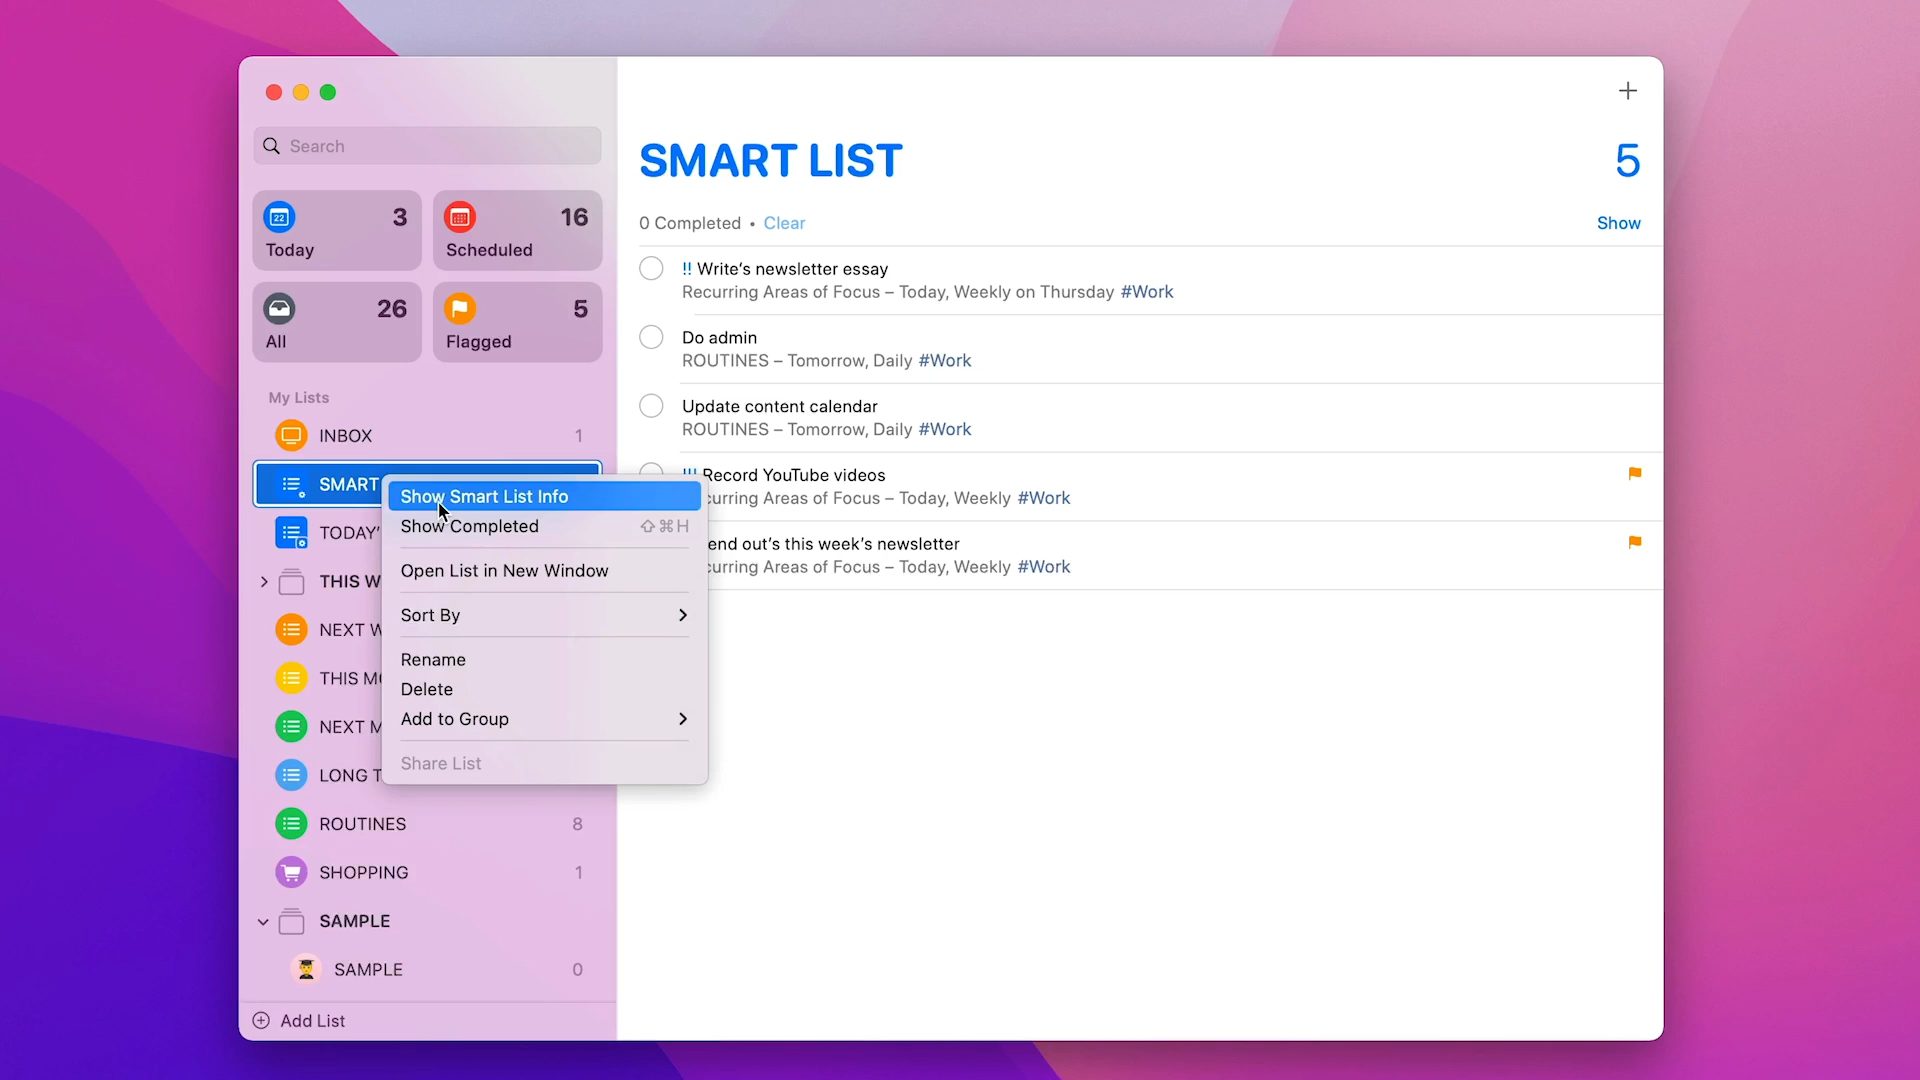 Search
22
3
Today
16
Scheduled
26
All
5
Flagged
My Lists
INBOX
1
SMART
TODAY'
THIS W
NEXT W
THIS M
NEXT M
LONG T
ROUTINES
8
SHOPPING
1
SAMPLE
SAMPLE
0
Add List
Show Smart List Info
Show Completed ⇧⌘H
Open List in New Window
Sort By
Rename
Delete
Add to Group
Share List
SMART LIST
5
0 Completed • Clear
Show
!! Write's newsletter essay
Recurring Areas of Focus – Today, Weekly on Thursday #Work
Do admin
ROUTINES – Tomorrow, Daily #Work
Update content calendar
ROUTINES – Tomorrow, Daily #Work
!!! Record YouTube videos
curring Areas of Focus – Today, Weekly #Work
end out's this week's newsletter
curring Areas of Focus – Today, Weekly #Work